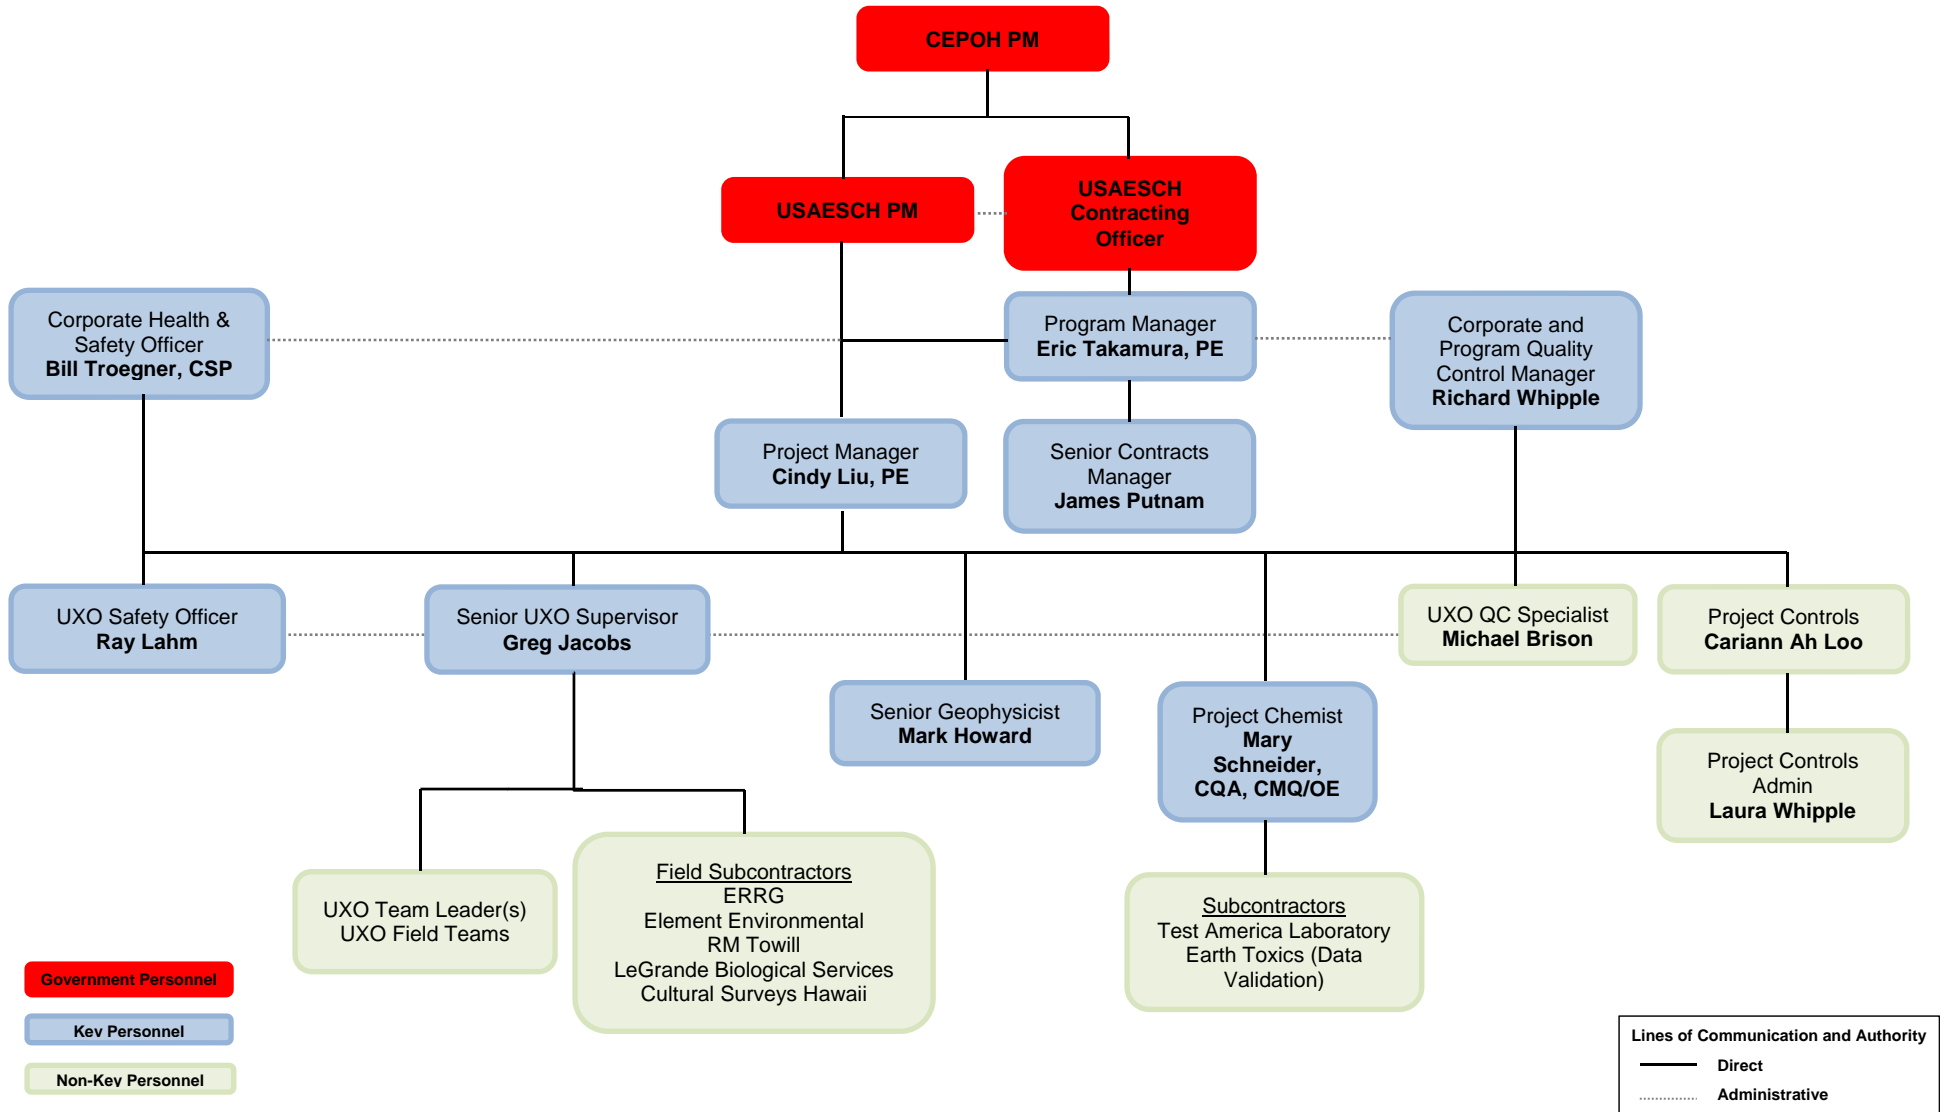 CEPOH PM
USAESCH PM
USAESCH
Contracting
Officer
Corporate Health &
Safety Officer
Bill Troegner, CSP
Program Manager
Eric Takamura, PE
Corporate and
Program Quality
Control Manager
Richard Whipple
Project Manager
Cindy Liu, PE
Senior Contracts
Manager
James Putnam
UXO Safety Officer
Ray Lahm
Senior UXO Supervisor
Greg Jacobs
UXO QC Specialist
Michael Brison
Project Controls
Cariann Ah Loo
Senior Geophysicist
Mark Howard
Project Chemist
Mary
Schneider,
CQA, CMQ/OE
Project Controls
Admin
Laura Whipple
UXO Team Leader(s)
UXO Field Teams
Field Subcontractors
ERRG
Element Environmental
RM Towill
LeGrande Biological Services
Cultural Surveys Hawaii
Subcontractors
Test America Laboratory
Earth Toxics (Data
Validation)
Government Personnel
Key Personnel
Non-Key Personnel
Lines of Communication and Authority
Direct
Administrative